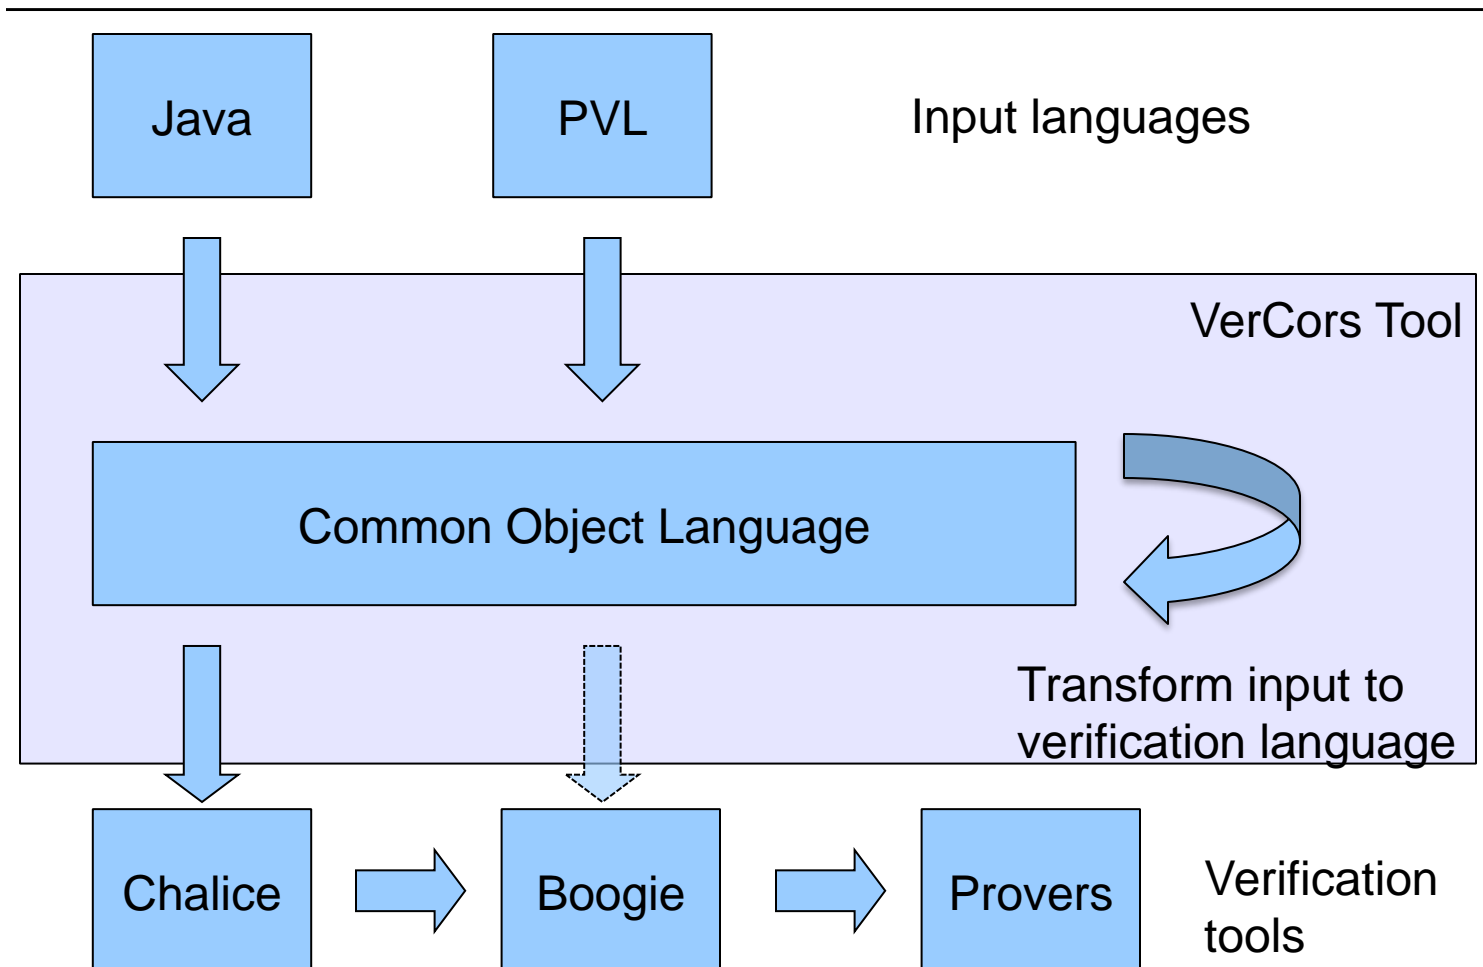 Java
PVL
Input languages
VerCors Tool
Common Object Language
Transform input to
verification language
Chalice
Boogie
Provers
Verification
tools